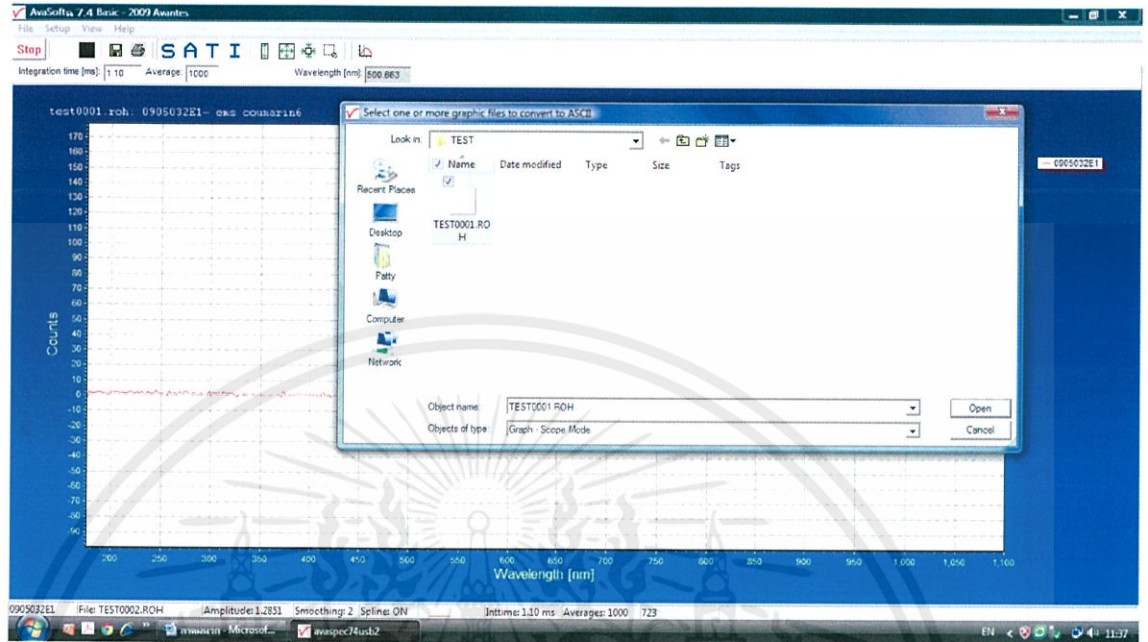 AvaSoft® 7.4 Basic - 2009 Avantes
File Setup View Help
Stop S A T I
Integration time [ms]: 1.10 Average: 1000 Wavelength [nm]: 500.663
test0001.roh: 0905032E1- ems coumarin6
Select one or more graphic files to convert to ASCII
Look in: TEST
Name Date modified Type Size Tags
Recent Places
Desktop
Patty
Computer
Network
TEST0001.RO
H
Object name: TEST0001.ROH Open
Objects of type: Graph - Scope Mode Cancel
0905032E1
Counts
170
160
150
140
130
120
110
100
90
80
70
60
50
40
30
20
10
0
-10
-20
-30
-40
-50
-60
-70
-80
-90
200 250 300 350 400 450 500 550 600 650 700 750 800 850 900 950 1,000 1,050 1,100
Wavelength [nm]
0905032E1 File: TEST0002.ROH Amplitude:1.2851 Smoothing: 2 Spline: ON Inttime:1.10 ms Averages: 1000 723
Microsof... avaspec74usb2 EN 11:37